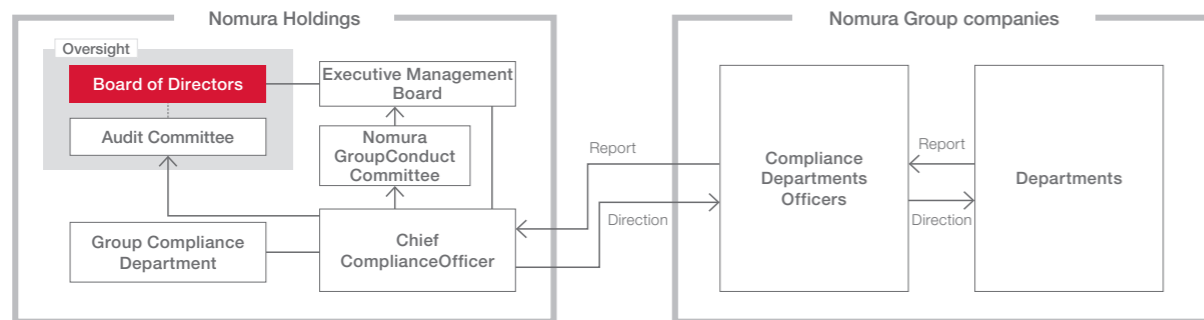 Nomura Holdings
Nomura Group companies
Oversight
Board of Directors
Executive Management
Board
Audit Committee
Nomura
GroupConduct
Committee
Group Compliance
Department
Chief
ComplianceOfficer
Report
Direction
Compliance
Departments
Officers
Report
Direction
Departments